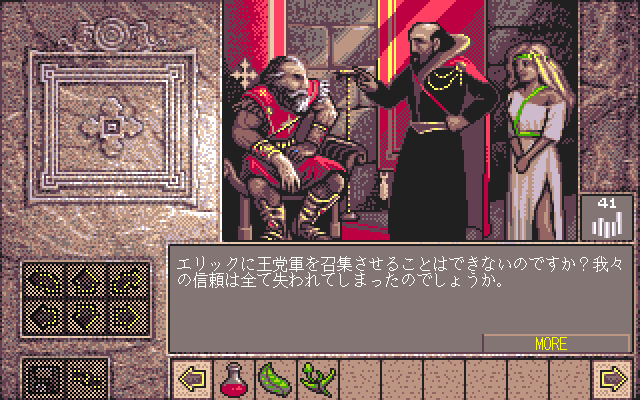 41
エリックに王党軍を召集させることはできないのですか？我々
の信頼は全て失われてしまったのでしょうか。
MORE